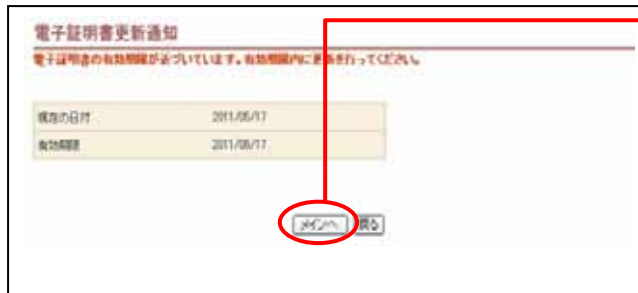 電子証明書更新通知
電子証明書の有効期限が近づいています。有効期限内に更新を行ってください。
現在の日付 2011/06/17
有効期限 2011/08/17
メインへ 戻る